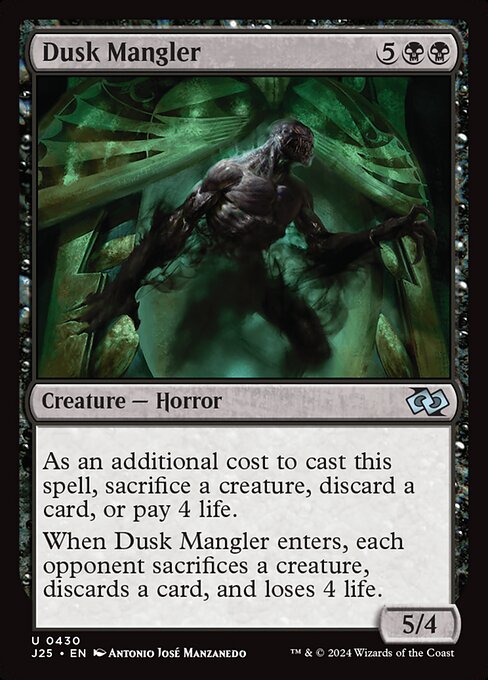 Dusk Mangler 5
Creature — Horror
As an additional cost to cast this
spell, sacrifice a creature, discard a
card, or pay 4 life.
When Dusk Mangler enters, each
opponent sacrifices a creature,
discards a card, and loses 4 life.
5/4
U 0430
J25 • EN Antonio José Manzanedo ™ & © 2024 Wizards of the Coast